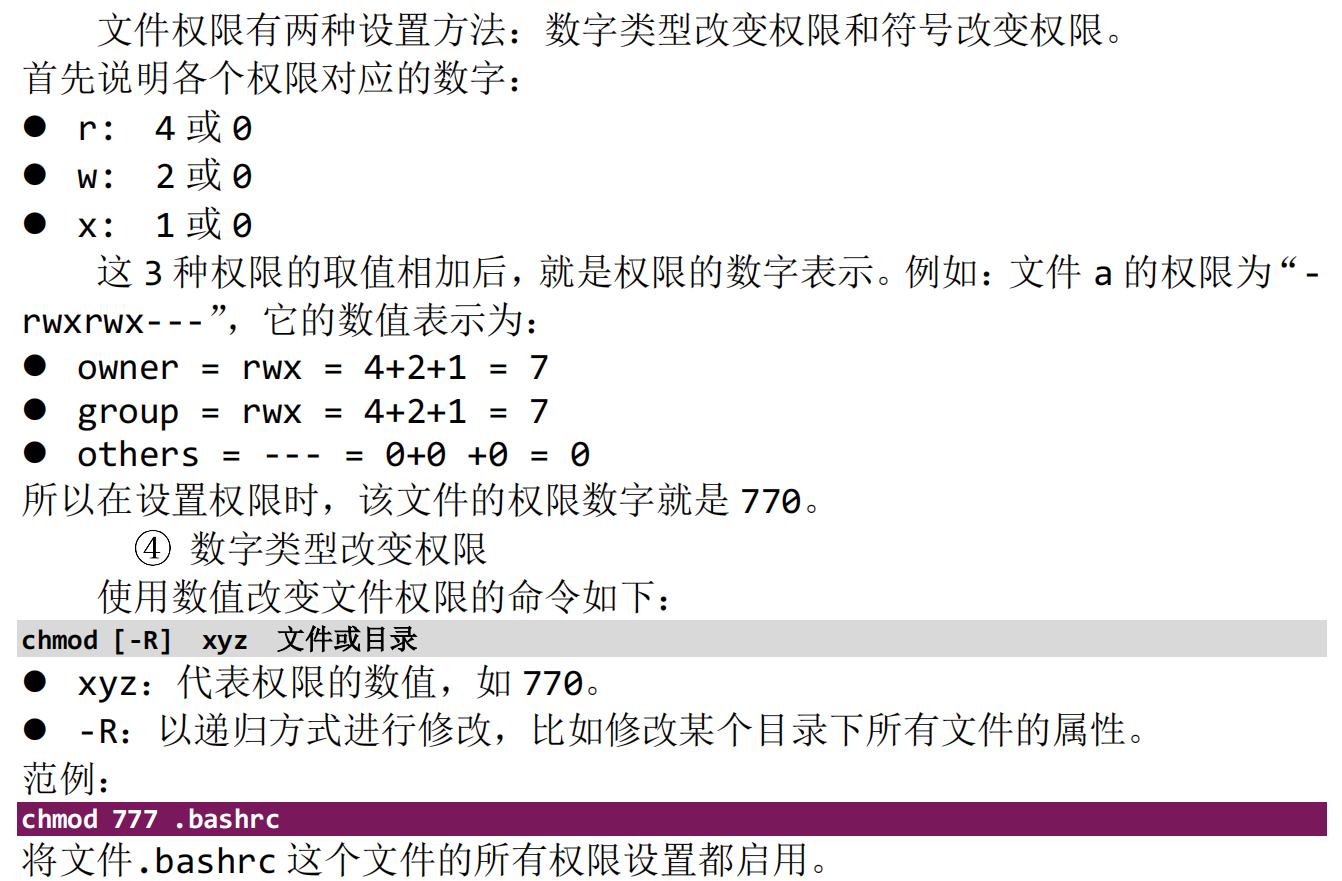 文件权限有两种设置方法：数字类型改变权限和符号改变权限。
首先说明各个权限对应的数字：
● r: 4 或 0
● w: 2 或 0
● x: 1 或 0
这 3 种权限的取值相加后，就是权限的数字表示。例如：文件 a 的权限为“-
rwxrwx---”，它的数值表示为：
● owner = rwx = 4+2+1 = 7
● group = rwx = 4+2+1 = 7
● others = --- = 0+0 +0 = 0
所以在设置权限时，该文件的权限数字就是 770。
④ 数字类型改变权限
使用数值改变文件权限的命令如下：
chmod [-R]  xyz  文件或目录
● xyz：代表权限的数值，如 770。
● -R：以递归方式进行修改，比如修改某个目录下所有文件的属性。
范例：
chmod 777 .bashrc
将文件.bashrc 这个文件的所有权限设置都启用。